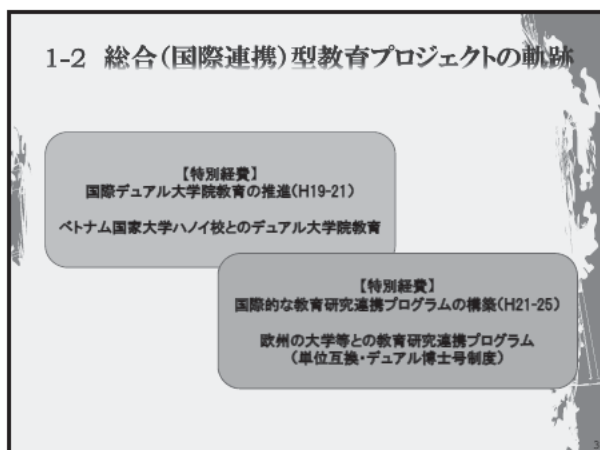 1-2 総合(国際連携)型教育プロジェクトの軌跡
【特別経費】
国際デュアル大学院教育の推進(H19-21)
ベトナム国家大学ハノイ校とのデュアル大学院教育
【特別経費】
国際的な教育研究連携プログラムの構築(H21-25)
欧州の大学等との教育研究連携プログラム
(単位互換・デュアル博士号制度)
3